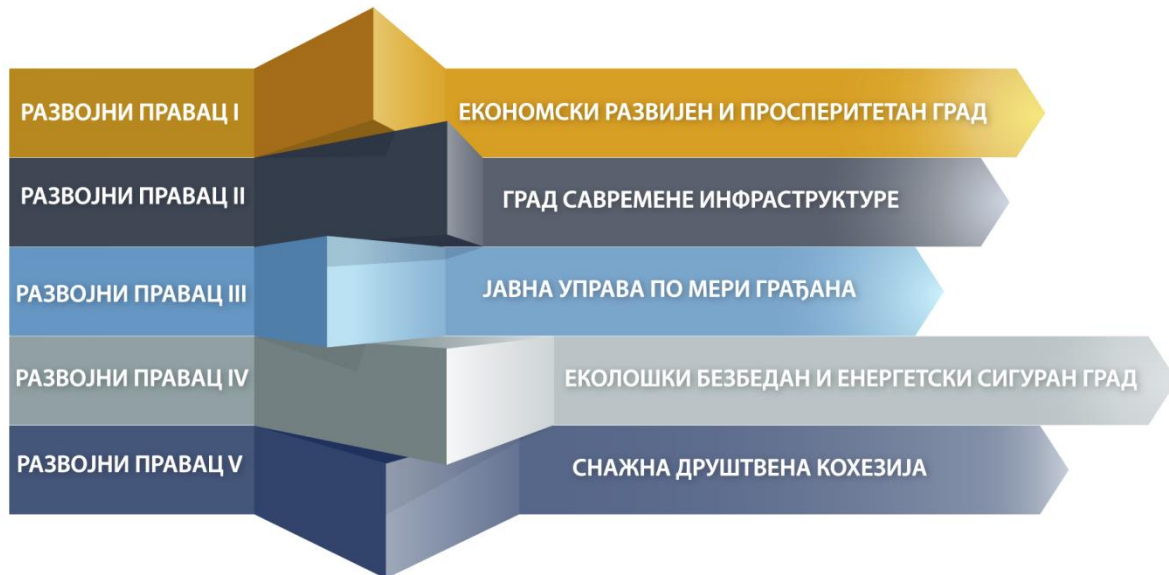 РАЗВОЈНИ ПРАВАЦ I
ЕКОНОМСКИ РАЗВИЈЕН И ПРОСПЕРИТЕТАН ГРАД
РАЗВОЈНИ ПРАВАЦ II
ГРАД САВРЕМЕНЕ ИНФРАСТРУКТУРЕ
РАЗВОЈНИ ПРАВАЦ III
ЈАВНА УПРАВА ПО МЕРИ ГРАЂАНА
РАЗВОЈНИ ПРАВАЦ IV
ЕКОЛОШКИ БЕЗБЕДАН И ЕНЕРГЕТСКИ СИГУРАН ГРАД
РАЗВОЈНИ ПРАВАЦ V
СНАЖНА ДРУШТВЕНА КОХЕЗИЈА